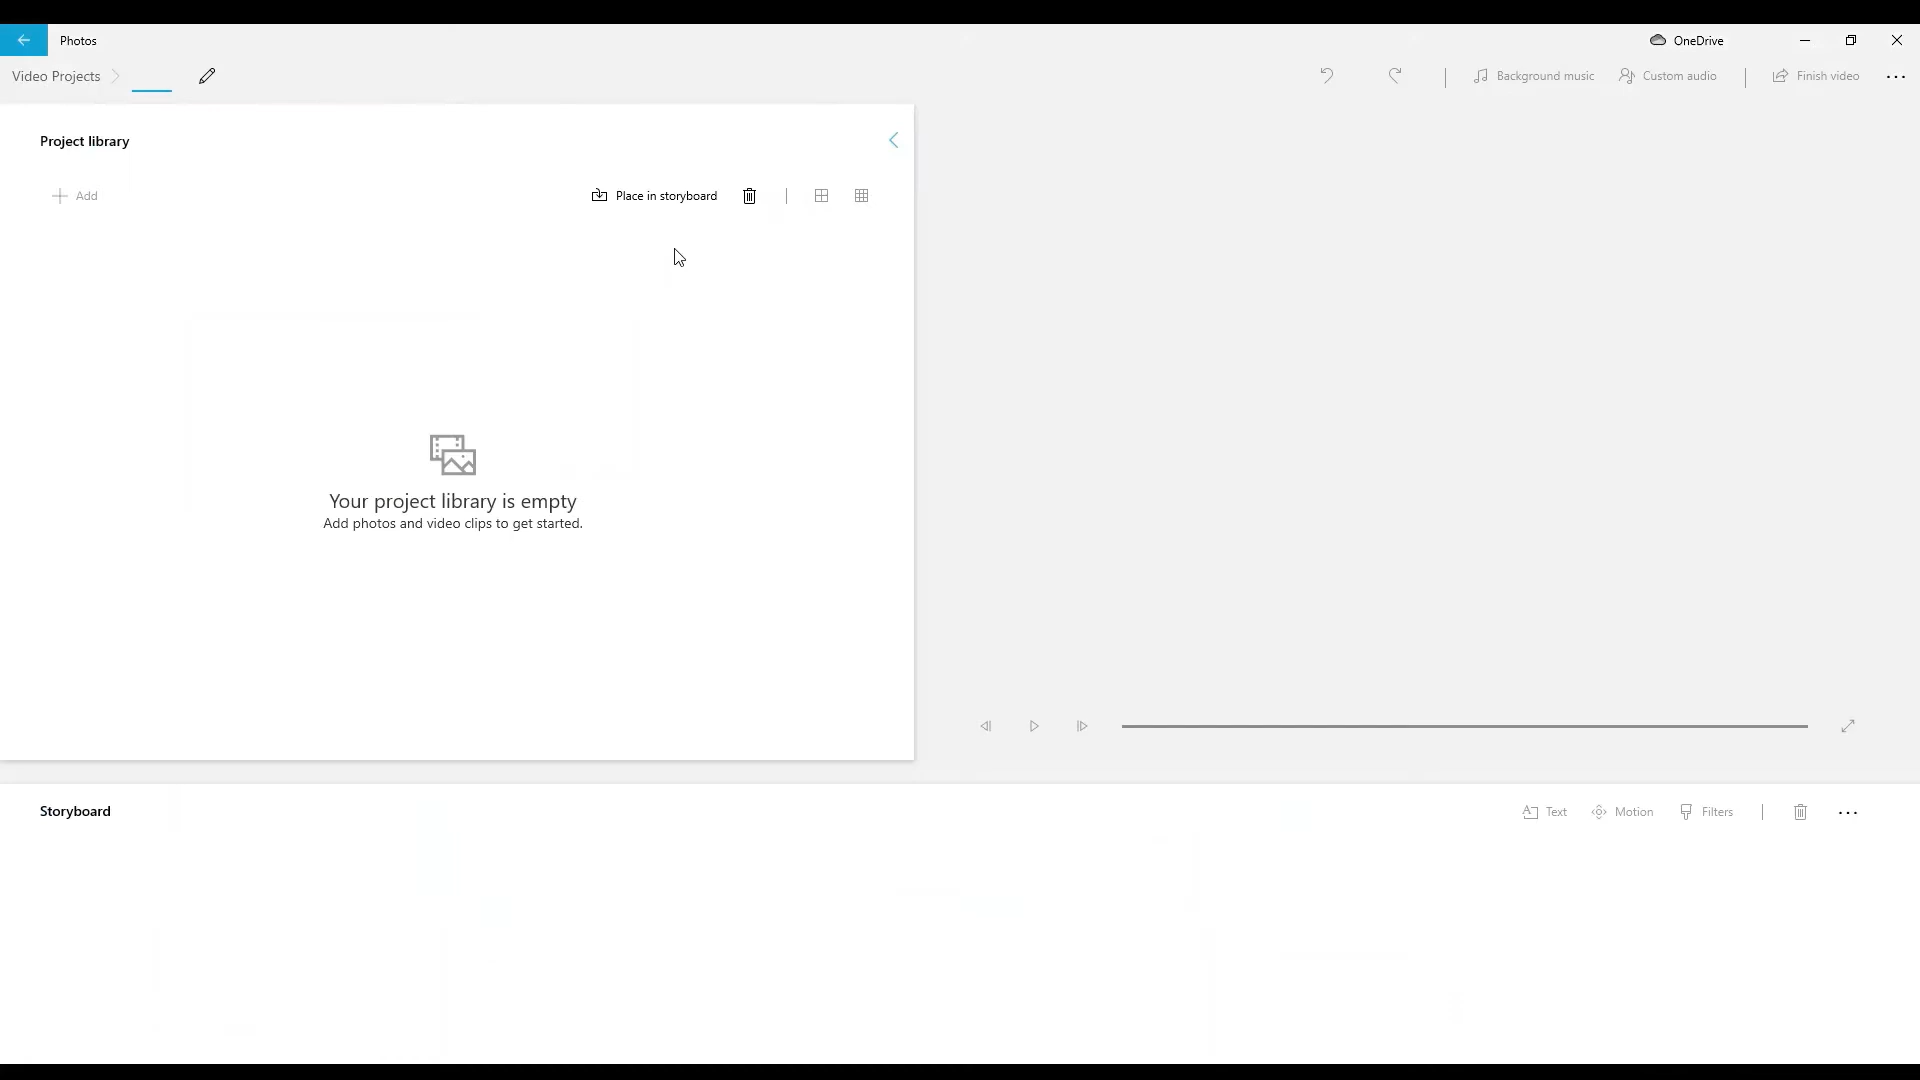 Photos
OneDrive
Video Projects
Background music
Custom audio
Finish video
Project library
Add
Place in storyboard
Your project library is empty
Add photos and video clips to get started.
Storyboard
Text
Motion
Filters